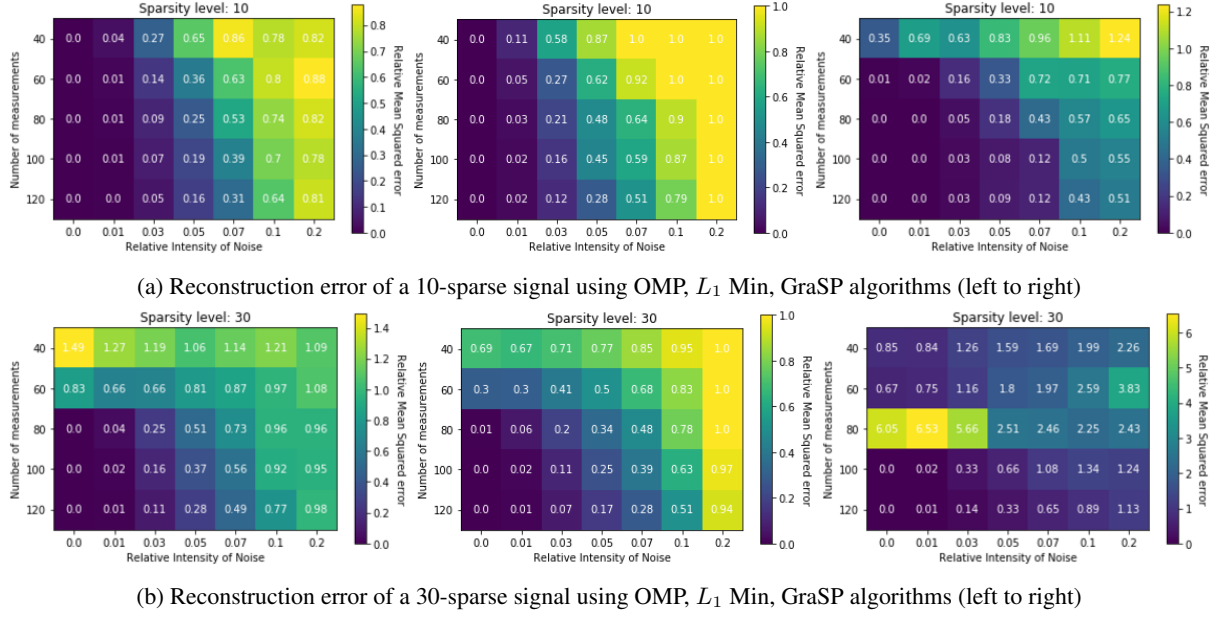 Sparsity level: 10
Number of measurements
40 0.0 0.04 0.27 0.65 0.86 0.78 0.82
60 0.0 0.01 0.14 0.36 0.63 0.8 0.88
80 0.0 0.01 0.09 0.25 0.53 0.74 0.82
100 0.0 0.01 0.07 0.19 0.39 0.7 0.78
120 0.0 0.0 0.05 0.16 0.31 0.64 0.81
0.0 0.01 0.03 0.07 0.07 0.1 0.2
Relative Intensity of Noise
0.8
0.7
0.6
0.5
0.4
0.3
0.2
0.1
0.0
Relative Mean Squared error
Sparsity level: 10
Number of measurements
40 0.0 0.11 0.58 0.87 1.0 1.0 1.0
60 0.0 0.05 0.27 0.62 0.92 1.0 1.0
80 0.0 0.03 0.21 0.48 0.64 0.9 1.0
100 0.0 0.02 0.16 0.45 0.59 0.87 1.0
120 0.0 0.02 0.12 0.28 0.51 0.79 1.0
0.0 0.01 0.03 0.07 0.07 0.1 0.2
Relative Intensity of Noise
1.0
0.8
0.6
0.4
0.2
0.0
Relative Mean Squared error
Sparsity level: 10
Number of measurements
40 0.35 0.69 0.63 0.83 0.96 1.11 1.24
60 0.01 0.02 0.16 0.33 0.72 0.71 0.77
80 0.0 0.0 0.05 0.18 0.43 0.57 0.65
100 0.0 0.0 0.03 0.08 0.12 0.5 0.55
120 0.0 0.0 0.03 0.09 0.12 0.43 0.51
0.0 0.01 0.03 0.07 0.07 0.1 0.2
Relative Intensity of Noise
1.2
1.0
0.8
0.6
0.4
0.2
0.0
Relative Mean Squared error
(a) Reconstruction error of a 10-sparse signal using OMP, L₁ Min, GraSP algorithms (left to right)
Sparsity level: 30
Number of measurements
40 1.49 1.27 1.19 1.06 1.14 1.21 1.09
60 0.83 0.66 0.66 0.81 0.87 0.97 1.08
80 0.0 0.04 0.25 0.51 0.73 0.96 0.96
100 0.0 0.02 0.16 0.37 0.56 0.92 0.95
120 0.0 0.01 0.11 0.28 0.49 0.77 0.98
0.0 0.01 0.03 0.07 0.07 0.1 0.2
Relative Intensity of Noise
1.4
1.2
1.0
0.8
0.6
0.4
0.2
0.0
Relative Mean Squared error
Sparsity level: 30
Number of measurements
40 0.69 0.67 0.71 0.77 0.85 0.95 1.0
60 0.3 0.3 0.41 0.5 0.68 0.83 1.0
80 0.01 0.06 0.2 0.34 0.48 0.78 1.0
100 0.0 0.02 0.11 0.25 0.39 0.63 0.97
120 0.0 0.01 0.07 0.17 0.28 0.51 0.94
0.0 0.01 0.03 0.07 0.07 0.1 0.2
Relative Intensity of Noise
1.0
0.8
0.6
0.4
0.2
0.0
Relative Mean Squared error
Sparsity level: 30
Number of measurements
40 0.85 0.84 1.26 1.59 1.69 1.99 2.26
60 0.67 0.75 1.16 1.8 1.97 2.59 3.83
80 6.05 6.53 5.66 2.51 2.46 2.25 2.43
100 0.0 0.02 0.33 0.66 1.08 1.34 1.24
120 0.0 0.01 0.14 0.33 0.65 0.89 1.13
0.0 0.01 0.03 0.07 0.07 0.1 0.2
Relative Intensity of Noise
6
5
4
3
2
1
0
Relative Mean Squared error
(b) Reconstruction error of a 30-sparse signal using OMP, L₁ Min, GraSP algorithms (left to right)